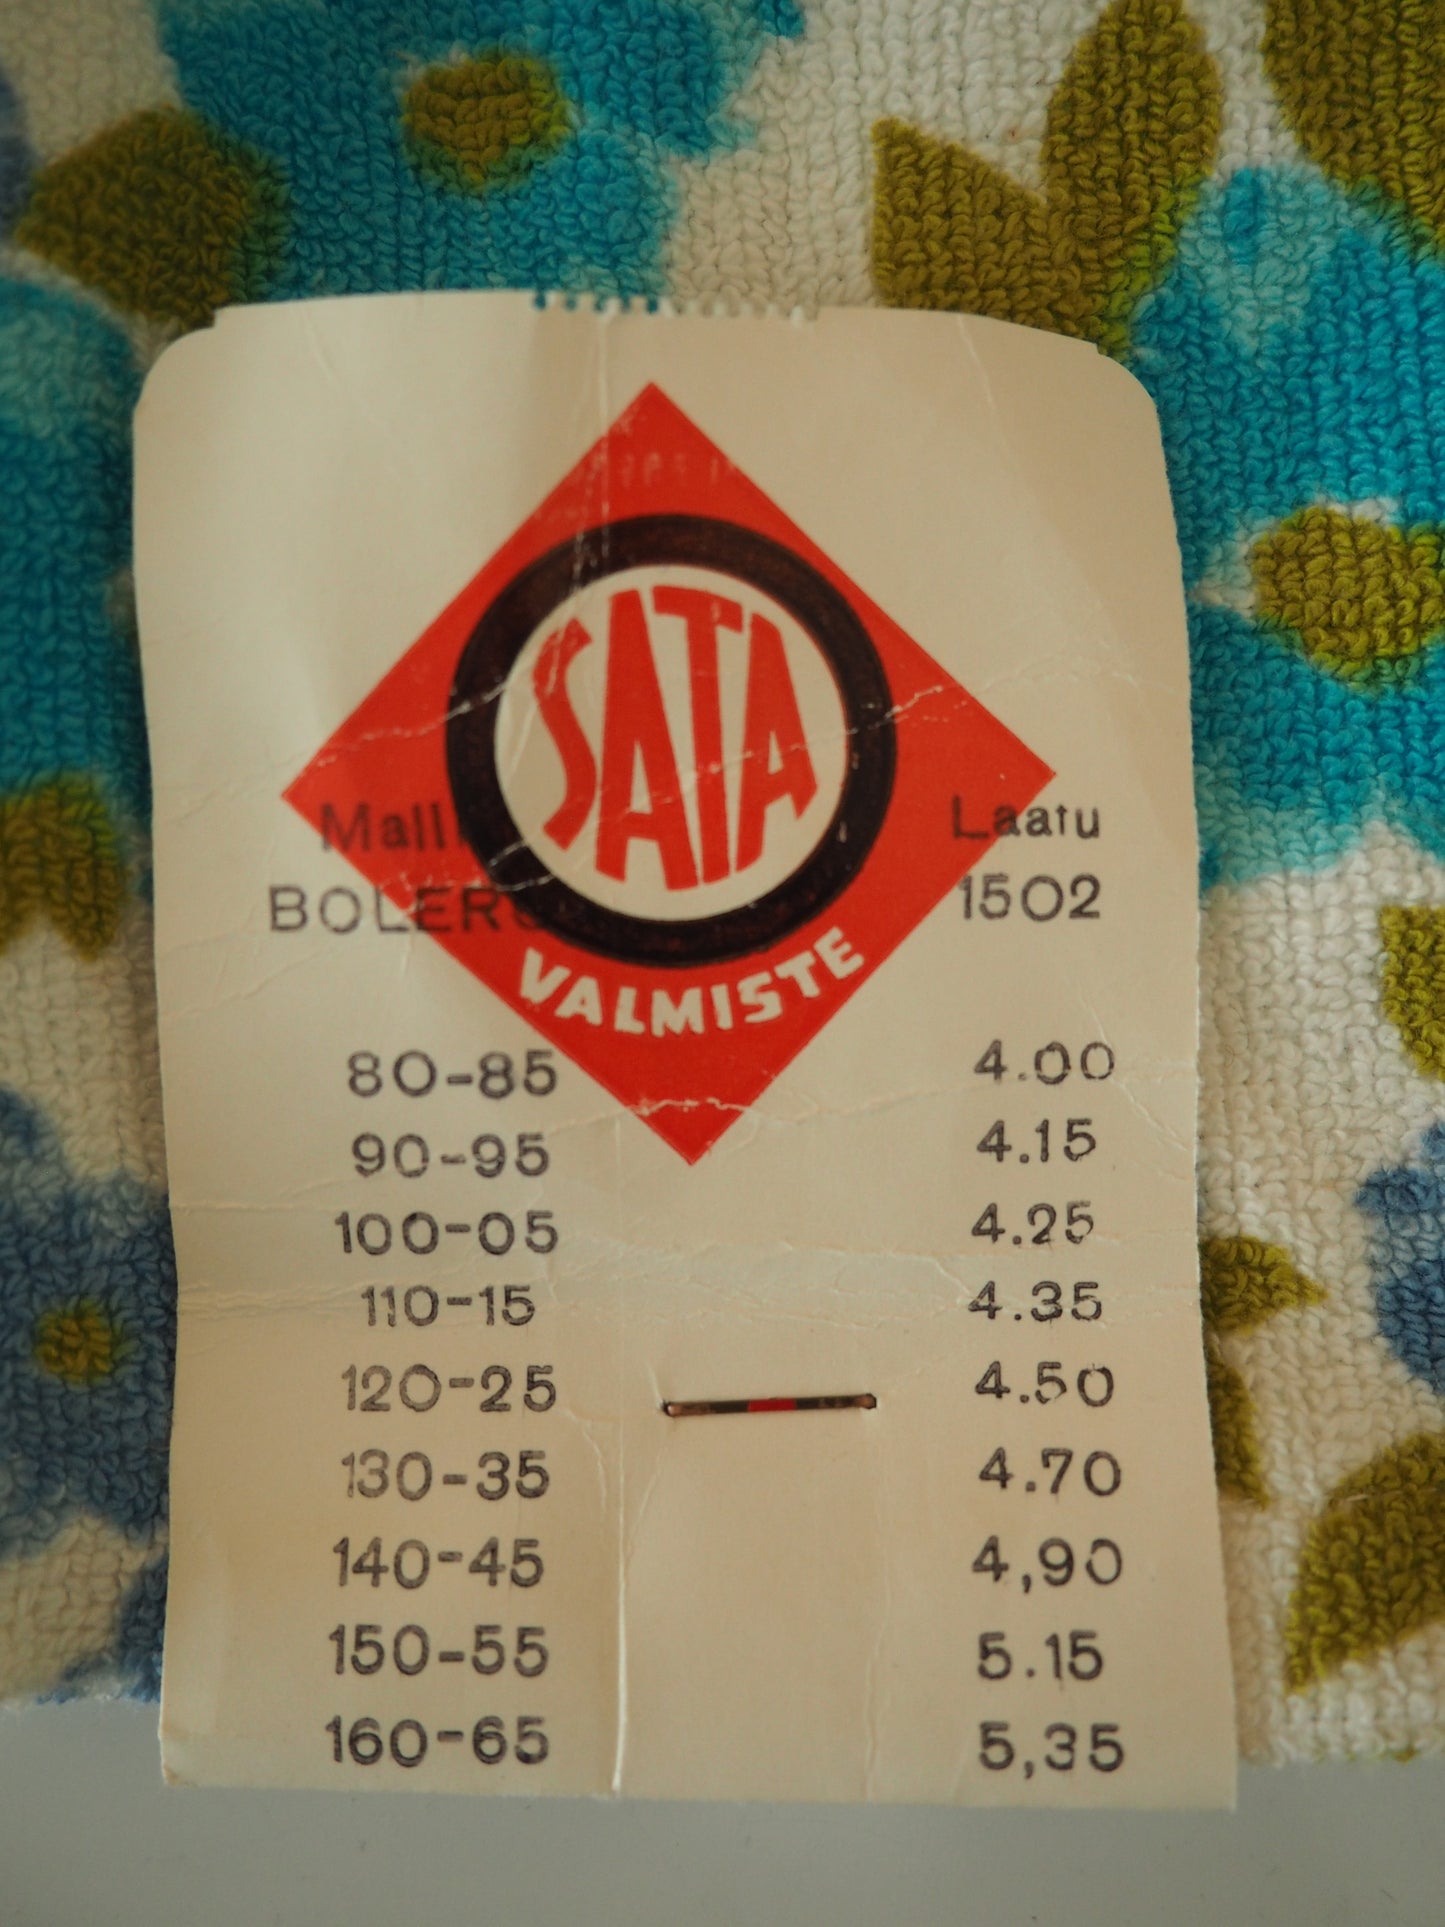 SATA
VALMISTE
Malli Laatu
BOLERO 1502
80-85 4.00
90-95 4.15
100-05 4.25
110-15 4.35
120-25 4.50
130-35 4.70
140-45 4,90
150-55 5.15
160-65 5,35